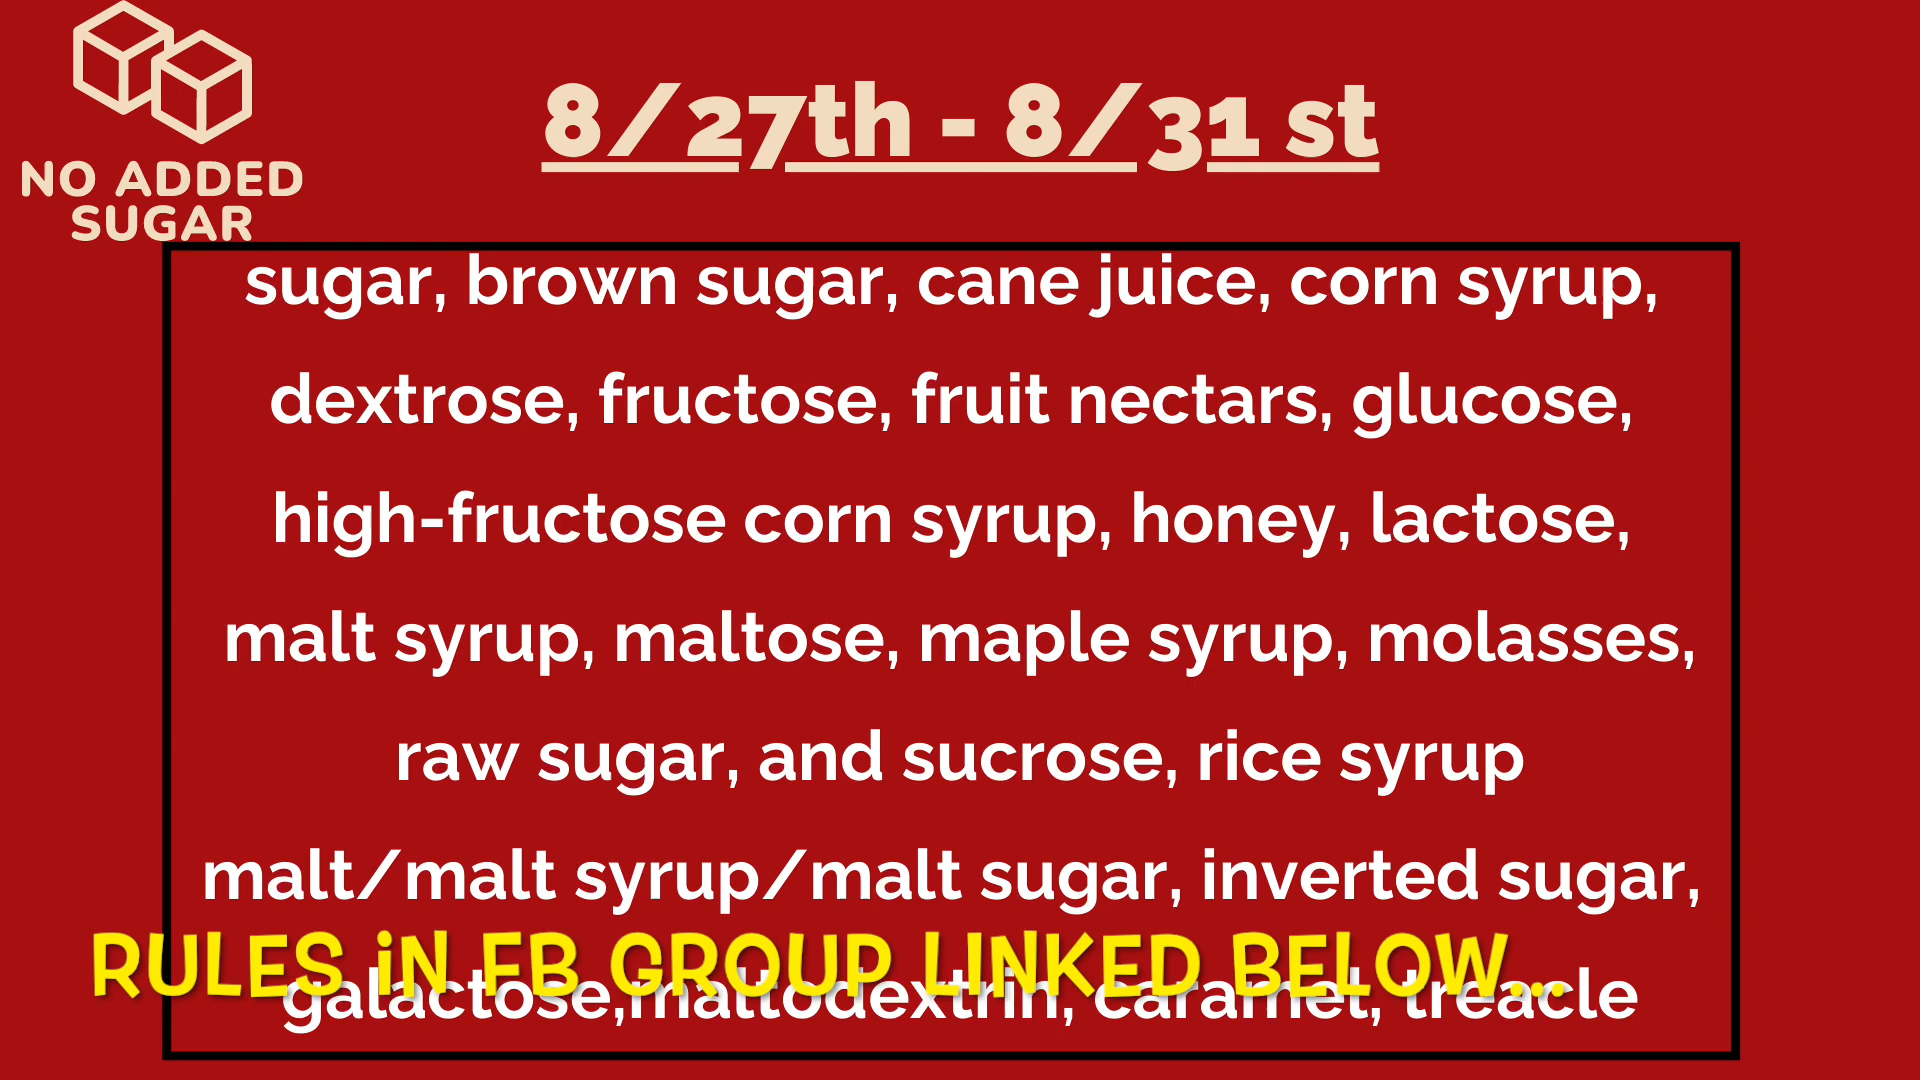 NO ADDED
SUGAR
8/27th - 8/31 st
sugar, brown sugar, cane juice, corn syrup,
dextrose, fructose, fruit nectars, glucose,
high-fructose corn syrup, honey, lactose,
malt syrup, maltose, maple syrup, molasses,
raw sugar, and sucrose, rice syrup
malt/malt syrup/malt sugar, inverted sugar,
RULES iN FB GROUP LINKED BELOW...
galactose,maltodextrin, caramel, treacle